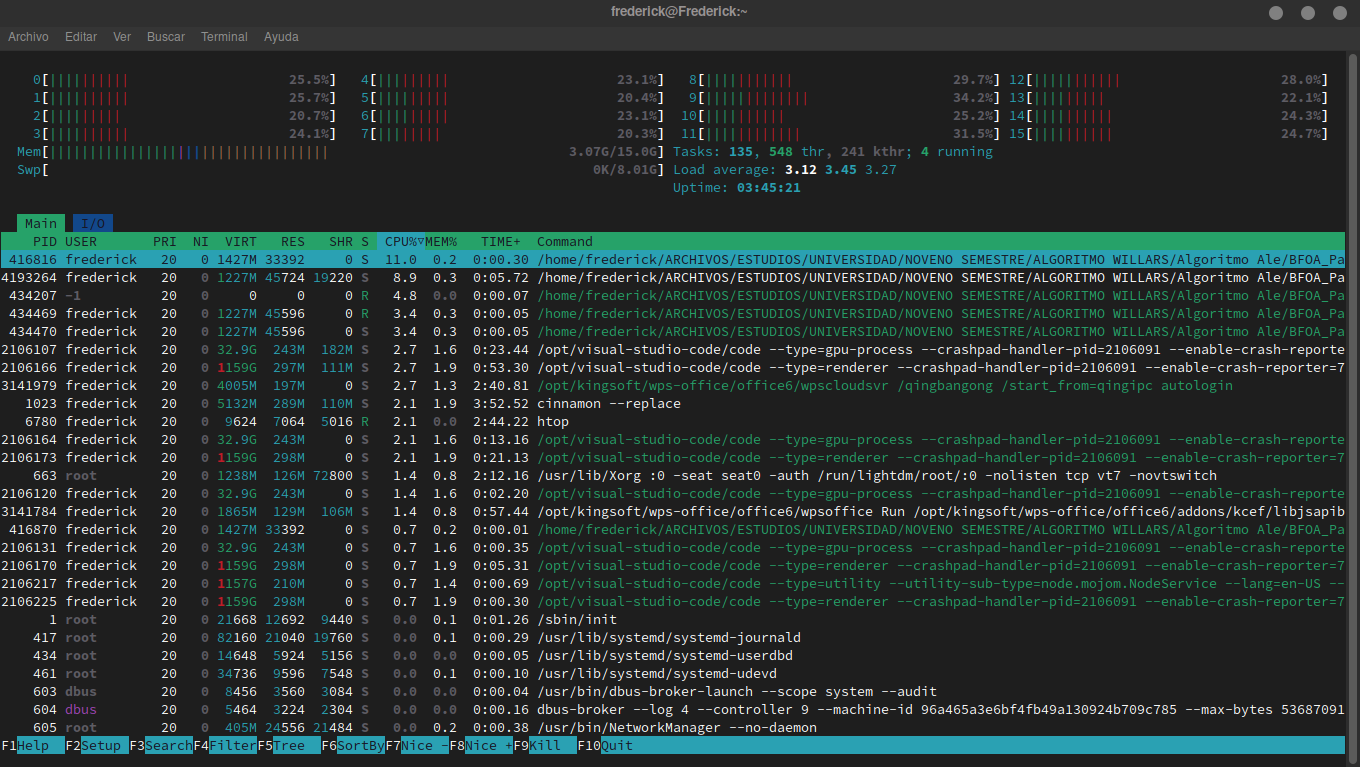 frederick@Frederick:~
Archivo Editar Ver Buscar Terminal Ayuda
0[|||||||||| 25.5%] 4[||||||||| 23.1%] 8[||||||||||| 29.7%] 12[||||||||||| 28.0%]
1[|||||||||| 25.7%] 5[||||||||| 20.4%] 9[||||||||||||| 34.2%] 13[||||||||| 22.1%]
2[||||||||| 20.7%] 6[||||||||| 23.1%] 10[|||||||||| 25.2%] 14[|||||||||| 24.3%]
3[|||||||||| 24.1%] 7[|||||||| 20.3%] 11[|||||||||||| 31.5%] 15[|||||||||| 24.7%]
Mem[||||||||||||||||||||||||||||||||||| 3.07G/15.0G] Tasks: 135, 548 thr, 241 kthr; 4 running
Swp[ 0K/8.01G] Load average: 3.12 3.45 3.27
Uptime: 03:45:21
Main I/O
PID USER PRI NI VIRT RES SHR S CPU%▽MEM% TIME+ Command
416816 frederick 20 0 1427M 33392 0 S 11.0 0.2 0:00.30 /home/frederick/ARCHIVOS/ESTUDIOS/UNIVERSIDAD/NOVENO SEMESTRE/ALGORITMO WILLARS/Algoritmo Ale/BFOA_Pa
4193264 frederick 20 0 1227M 45724 19220 S 8.9 0.3 0:05.72 /home/frederick/ARCHIVOS/ESTUDIOS/UNIVERSIDAD/NOVENO SEMESTRE/ALGORITMO WILLARS/Algoritmo Ale/BFOA_Pa
434207 -1 20 0 0 0 0 R 4.8 0.0 0:00.07 /home/frederick/ARCHIVOS/ESTUDIOS/UNIVERSIDAD/NOVENO SEMESTRE/ALGORITMO WILLARS/Algoritmo Ale/BFOA_Pa
434469 frederick 20 0 1227M 45596 0 R 3.4 0.3 0:00.05 /home/frederick/ARCHIVOS/ESTUDIOS/UNIVERSIDAD/NOVENO SEMESTRE/ALGORITMO WILLARS/Algoritmo Ale/BFOA_Pa
434470 frederick 20 0 1227M 45596 0 S 3.4 0.3 0:00.05 /home/frederick/ARCHIVOS/ESTUDIOS/UNIVERSIDAD/NOVENO SEMESTRE/ALGORITMO WILLARS/Algoritmo Ale/BFOA_Pa
2106107 frederick 20 0 32.9G 243M 182M S 2.7 1.6 0:23.44 /opt/visual-studio-code/code --type=gpu-process --crashpad-handler-pid=2106091 --enable-crash-reporte
2106166 frederick 20 0 1159G 297M 111M S 2.7 1.9 0:53.30 /opt/visual-studio-code/code --type=renderer --crashpad-handler-pid=2106091 --enable-crash-reporter=7
3141979 frederick 20 0 4005M 197M 0 S 2.7 1.3 2:40.81 /opt/kingsoft/wps-office/office6/wpscloudsvr /qingbangong /start_from=qingipc autologin
1023 frederick 20 0 5132M 289M 110M S 2.1 1.9 3:52.52 cinnamon --replace
6780 frederick 20 0 9624 7064 5016 R 2.1 0.0 2:44.22 htop
2106164 frederick 20 0 32.9G 243M 0 S 2.1 1.6 0:13.16 /opt/visual-studio-code/code --type=gpu-process --crashpad-handler-pid=2106091 --enable-crash-reporte
2106173 frederick 20 0 1159G 298M 0 S 2.1 1.9 0:21.13 /opt/visual-studio-code/code --type=renderer --crashpad-handler-pid=2106091 --enable-crash-reporter=7
663 root 20 0 1238M 126M 72800 S 1.4 0.8 2:12.16 /usr/lib/Xorg :0 -seat seat0 -auth /run/lightdm/root/:0 -nolisten tcp vt7 -novtswitch
2106120 frederick 20 0 32.9G 243M 0 S 1.4 1.6 0:02.20 /opt/visual-studio-code/code --type=gpu-process --crashpad-handler-pid=2106091 --enable-crash-reporte
3141784 frederick 20 0 1865M 129M 106M S 1.4 0.8 0:57.44 /opt/kingsoft/wps-office/office6/wpsoffice Run /opt/kingsoft/wps-office/office6/addons/kcef/libjsapib
416870 frederick 20 0 1427M 33392 0 S 0.7 0.2 0:00.01 /home/frederick/ARCHIVOS/ESTUDIOS/UNIVERSIDAD/NOVENO SEMESTRE/ALGORITMO WILLARS/Algoritmo Ale/BFOA_Pa
2106131 frederick 20 0 32.9G 243M 0 S 0.7 1.6 0:00.35 /opt/visual-studio-code/code --type=gpu-process --crashpad-handler-pid=2106091 --enable-crash-reporte
2106170 frederick 20 0 1159G 298M 0 S 0.7 1.9 0:05.31 /opt/visual-studio-code/code --type=renderer --crashpad-handler-pid=2106091 --enable-crash-reporter=7
2106217 frederick 20 0 1157G 210M 0 S 0.7 1.4 0:00.69 /opt/visual-studio-code/code --type=utility --utility-sub-type=node.mojom.NodeService --lang=en-US --
2106225 frederick 20 0 1159G 298M 0 S 0.7 1.9 0:00.30 /opt/visual-studio-code/code --type=renderer --crashpad-handler-pid=2106091 --enable-crash-reporter=7
1 root 20 0 21668 12692 9440 S 0.0 0.1 0:01.26 /sbin/init
417 root 20 0 82160 21040 19760 S 0.0 0.1 0:00.29 /usr/lib/systemd/systemd-journald
434 root 20 0 14648 5924 5156 S 0.0 0.0 0:00.05 /usr/lib/systemd/systemd-userdbd
461 root 20 0 34736 9596 7548 S 0.0 0.1 0:00.10 /usr/lib/systemd/systemd-udevd
603 dbus 20 0 8456 3560 3084 S 0.0 0.0 0:00.04 /usr/bin/dbus-broker-launch --scope system --audit
604 dbus 20 0 5464 3224 2304 S 0.0 0.0 0:00.16 dbus-broker --log 4 --controller 9 --machine-id 96a465a3e6bf4fb49a130924b709c785 --max-bytes 53687091
605 root 20 0 405M 24556 21484 S 0.0 0.2 0:00.38 /usr/bin/NetworkManager --no-daemon
F1Help F2Setup F3SearchF4FilterF5Tree F6SortByF7Nice -F8Nice +F9Kill F10Quit